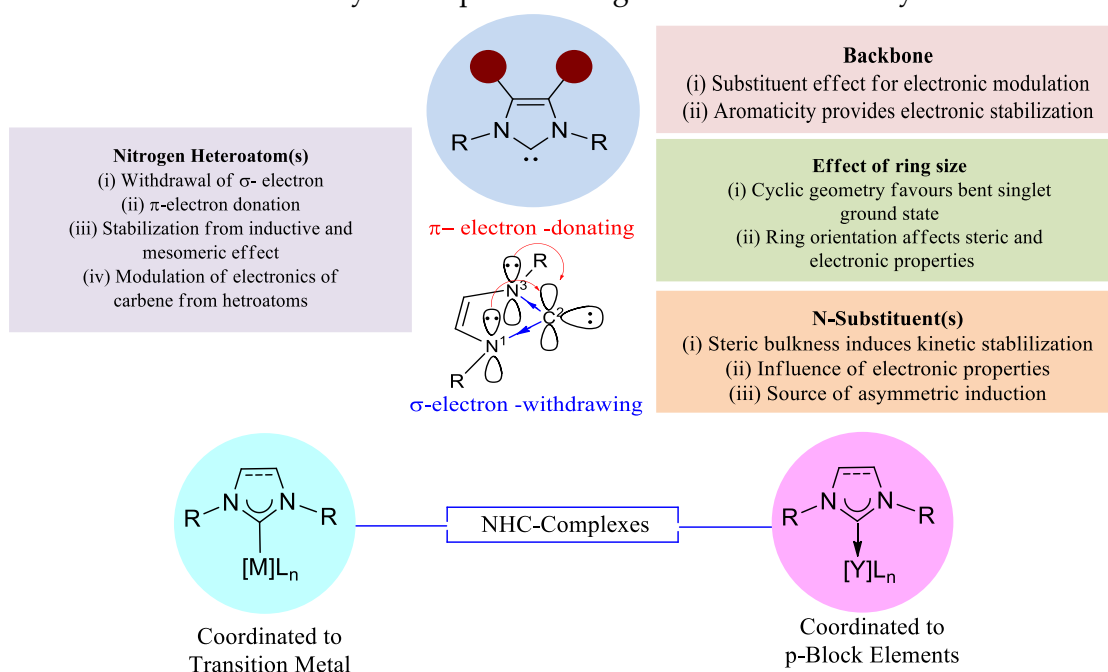 Nitrogen Heteroatom(s)
(i) Withdrawal of σ- electron
(ii) π-electron donation
(iii) Stabilization from inductive and
mesomeric effect
(iv) Modulation of electronics of
carbene from hetroatoms
R
N
N
R
π– electron -donating
R
N3
C2
N1
R
σ-electron -withdrawing
Backbone
(i) Substituent effect for electronic modulation
(ii) Aromaticity provides electronic stabilization
Effect of ring size
(i) Cyclic geometry favours bent singlet
ground state
(ii) Ring orientation affects steric and
electronic properties
N-Substituent(s)
(i) Steric bulkness induces kinetic stablilization
(ii) Influence of electronic properties
(iii) Source of asymmetric induction
R
N
N
R
[M]Ln
Coordinated to
Transition Metal
NHC-Complexes
R
N
N
R
[Y]Ln
Coordinated to
p-Block Elements